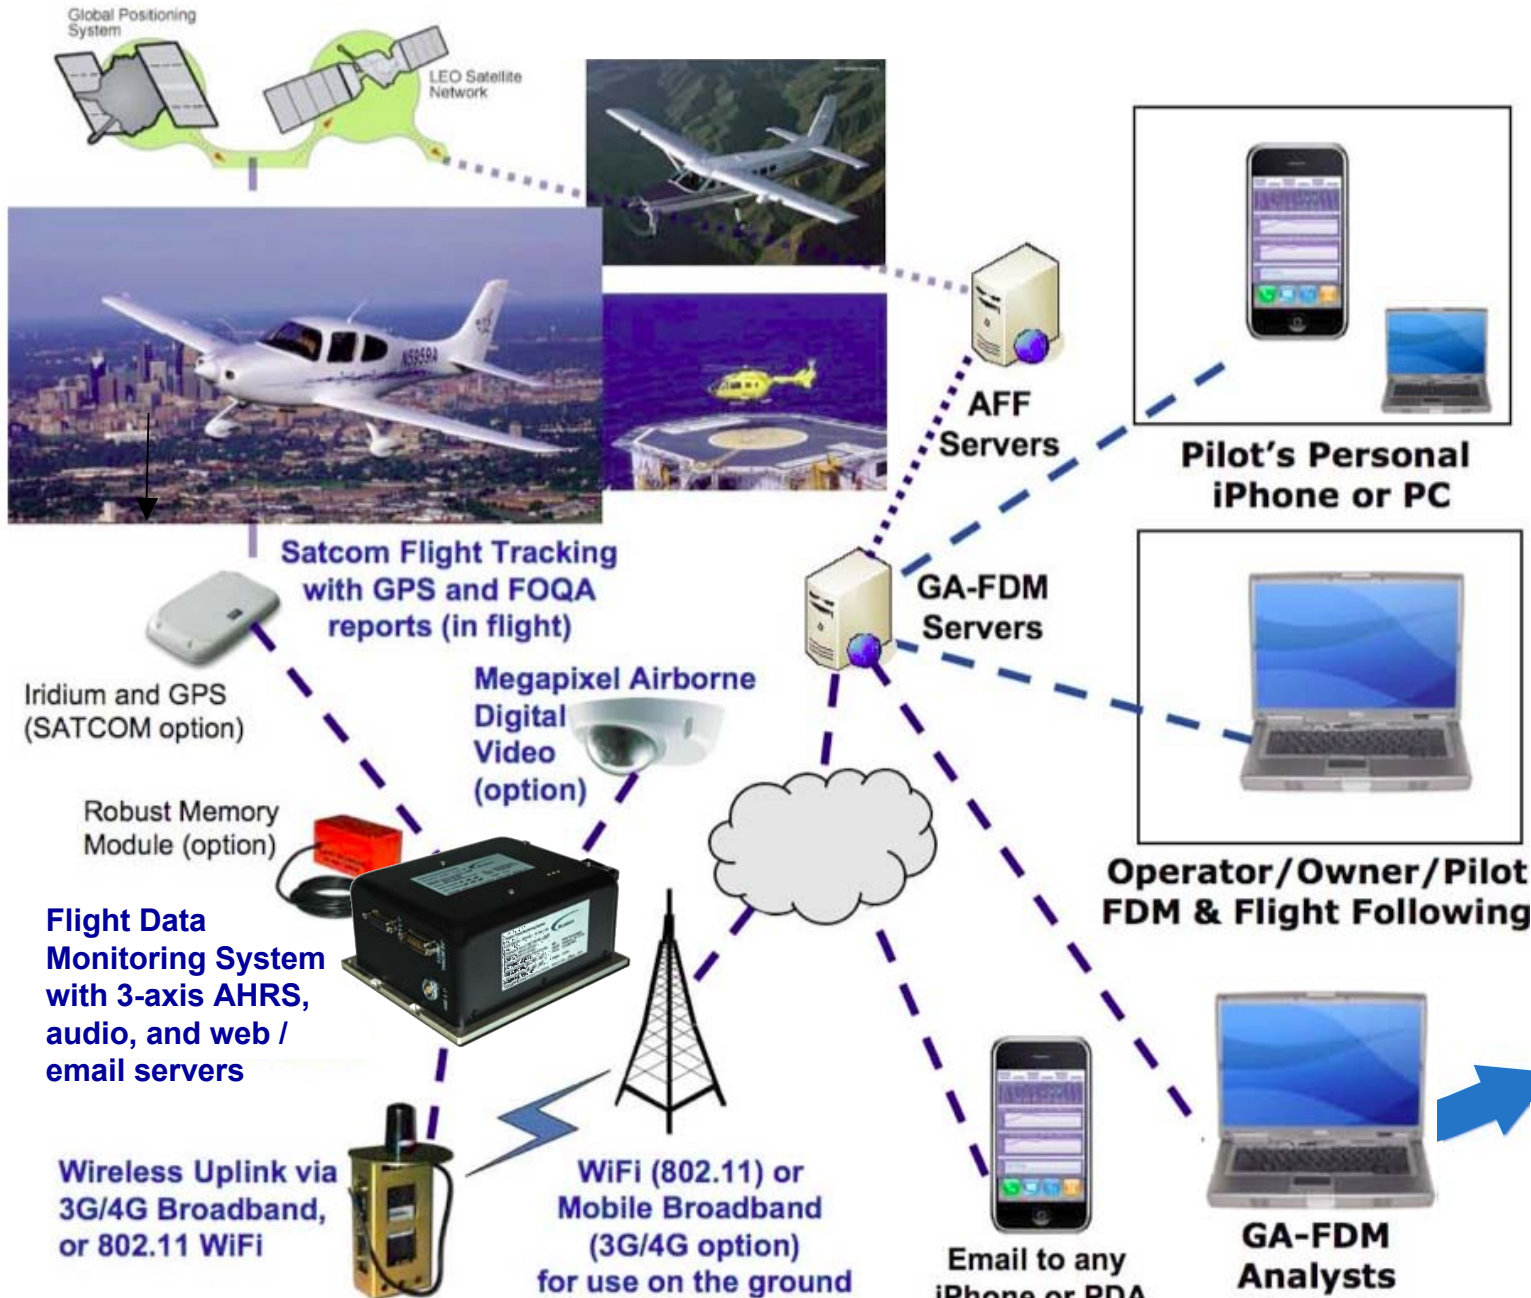 Global Positioning
System
LEO Satellite
Network
N5959A
AFF
Servers
Pilot's Personal
iPhone or PC
Satcom Flight Tracking
with GPS and FOQA
reports (in flight)
GA-FDM
Servers
Iridium and GPS
(SATCOM option)
Megapixel Airborne
Digital
Video
(option)
Robust Memory
Module (option)
Operator/Owner/Pilot
FDM & Flight Following
Flight Data
Monitoring System
with 3-axis AHRS,
audio, and web /
email servers
Wireless Uplink via
3G/4G Broadband,
or 802.11 WiFi
WiFi (802.11) or
Mobile Broadband
(3G/4G option)
for use on the ground
Email to any
iPhone or PDA
GA-FDM
Analysts